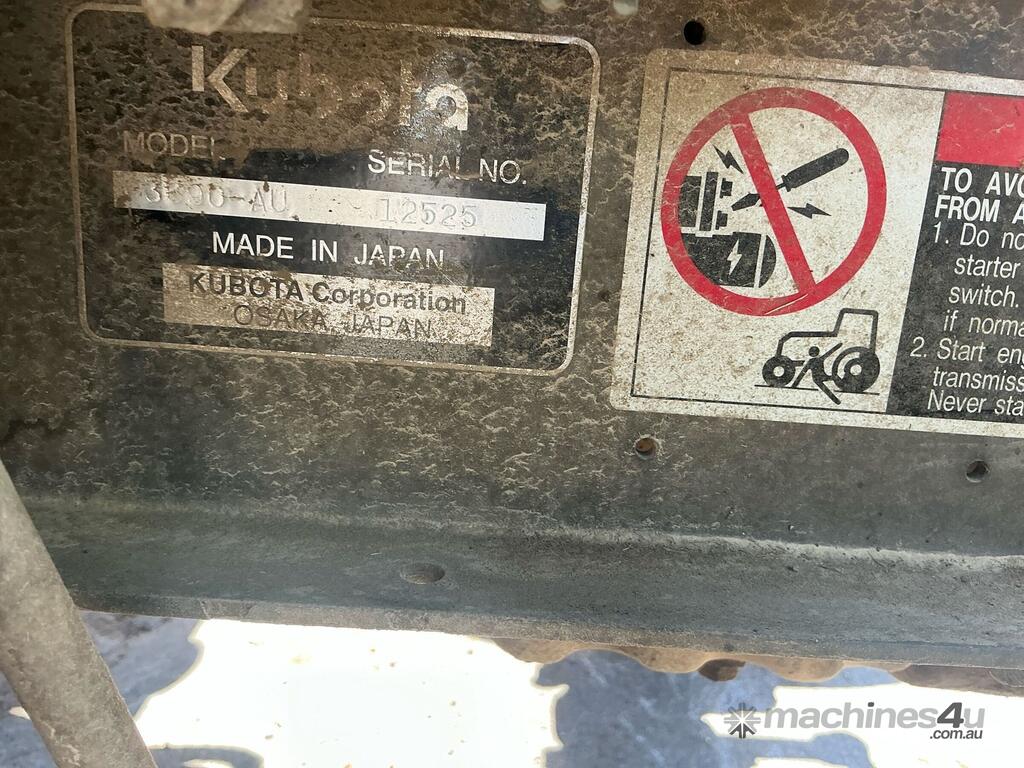 Kubota
MODEL SERIAL NO.
12525
MADE IN JAPAN
KUBOTA Corporation
OSAKA, JAPAN
TO AVO
FROM A
1. Do no
starter
switch.
if norma
2. Start eng
transmiss
Never sta
machines4u
.com.au